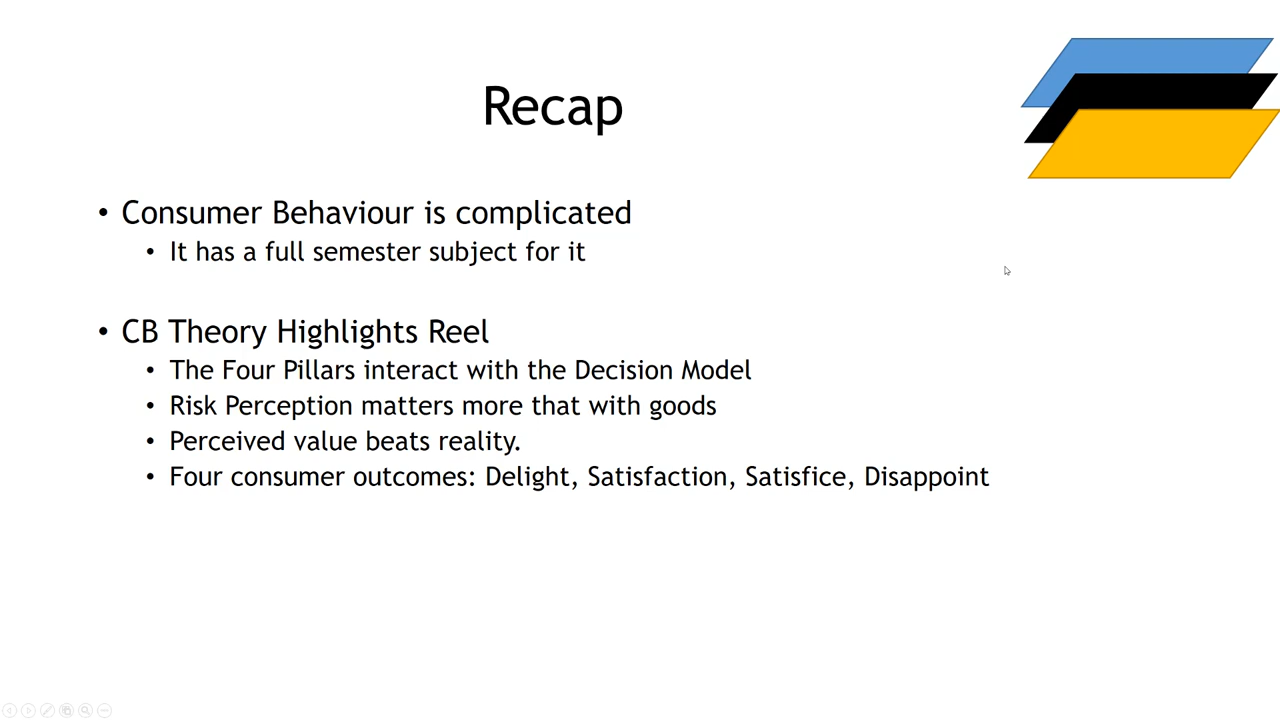 Recap
• Consumer Behaviour is complicated
• It has a full semester subject for it
• CB Theory Highlights Reel
• The Four Pillars interact with the Decision Model
• Risk Perception matters more that with goods
• Perceived value beats reality.
• Four consumer outcomes: Delight, Satisfaction, Satisfice, Disappoint